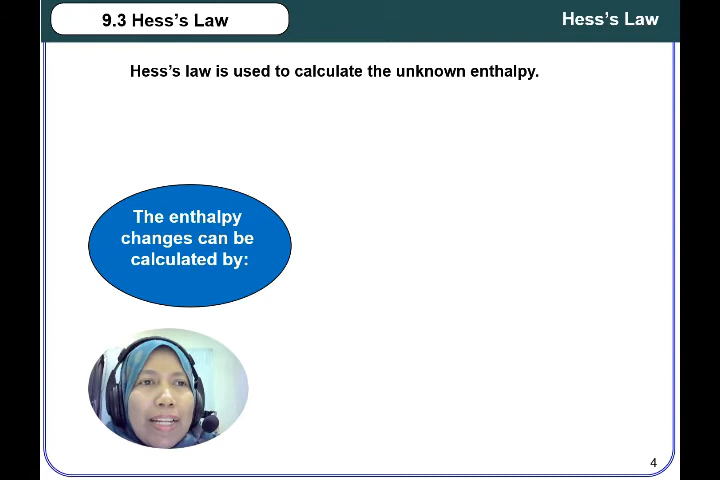 9.3 Hess's Law
Hess's Law
Hess's law is used to calculate the unknown enthalpy.
The enthalpy
changes can be
calculated by:
4